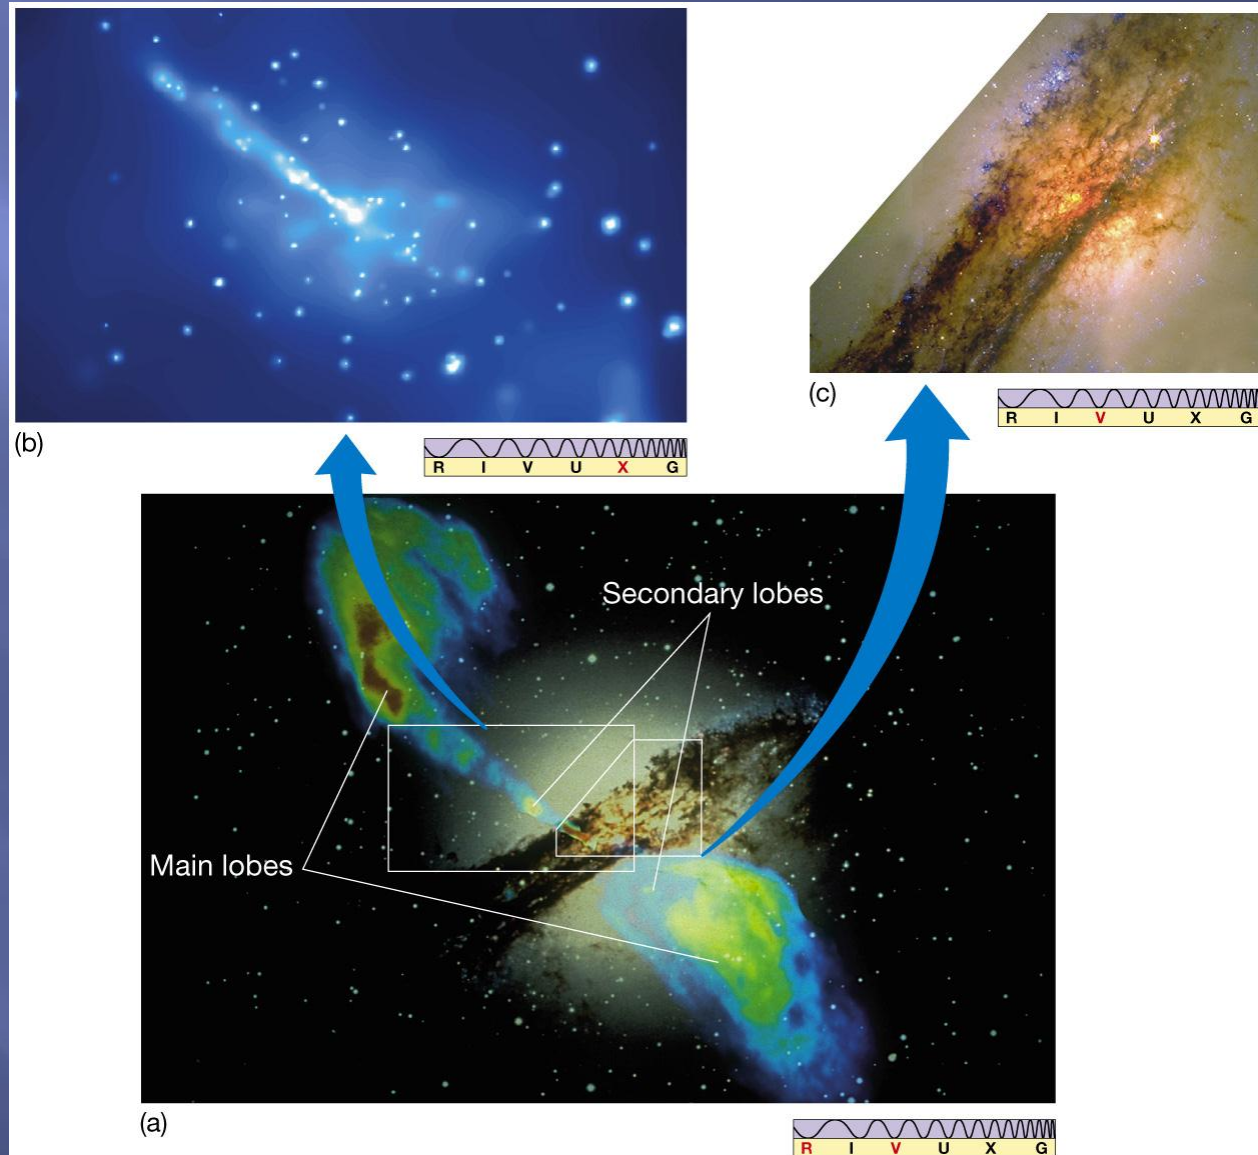 (b)
R I V U X G
(c)
R I V U X G
Secondary lobes
Main lobes
(a)
R I V U X G